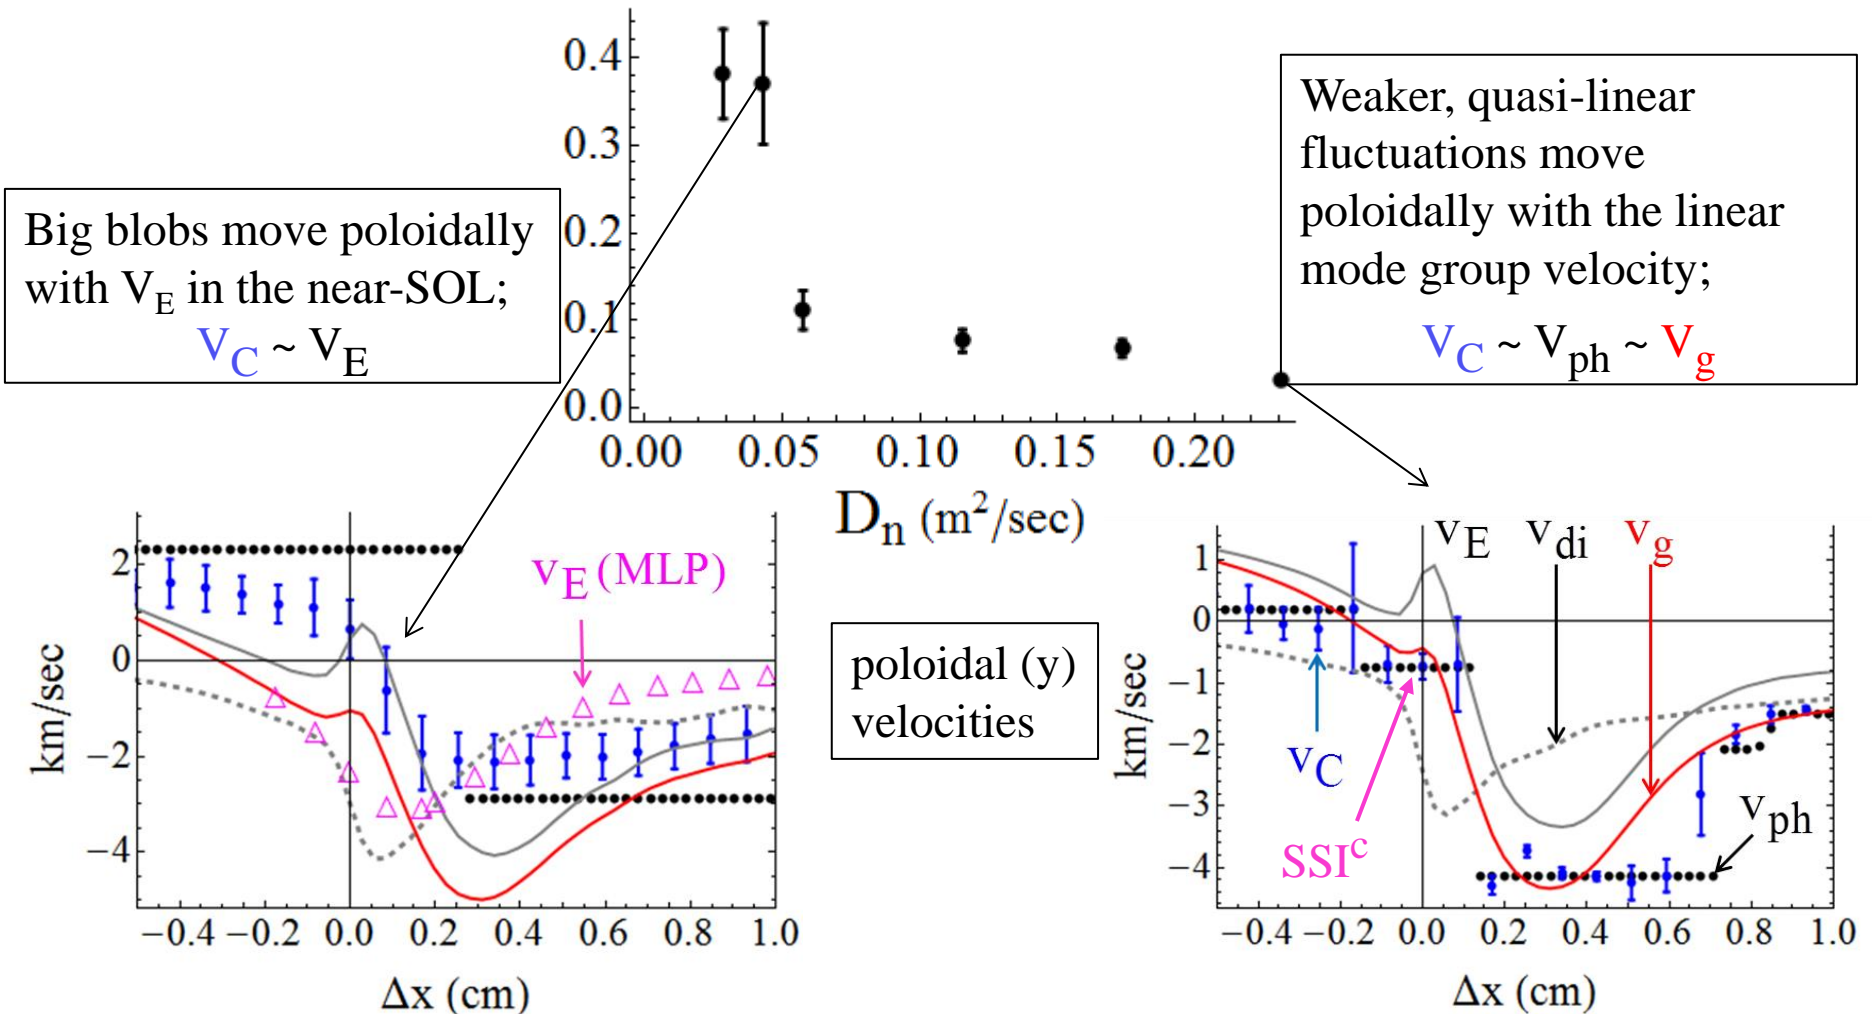 0.4
0.3
0.2
0.1
0.0
0.00 0.05 0.10 0.15 0.20
Dₙ (m²/sec)
Big blobs move poloidally
with V_E in the near-SOL;
V_C ~ V_E
Weaker, quasi-linear
fluctuations move
poloidally with the linear
mode group velocity;
V_C ~ V_ph ~ V_g
2
0
−2
−4
km/sec
v_E (MLP)
−0.4 −0.2 0.0 0.2 0.4 0.6 0.8 1.0
Δx (cm)
poloidal (y)
velocities
1
0
−1
−2
−3
−4
km/sec
v_E v_di v_g
v_C
SSI^c
v_ph
−0.4 −0.2 0.0 0.2 0.4 0.6 0.8 1.0
Δx (cm)